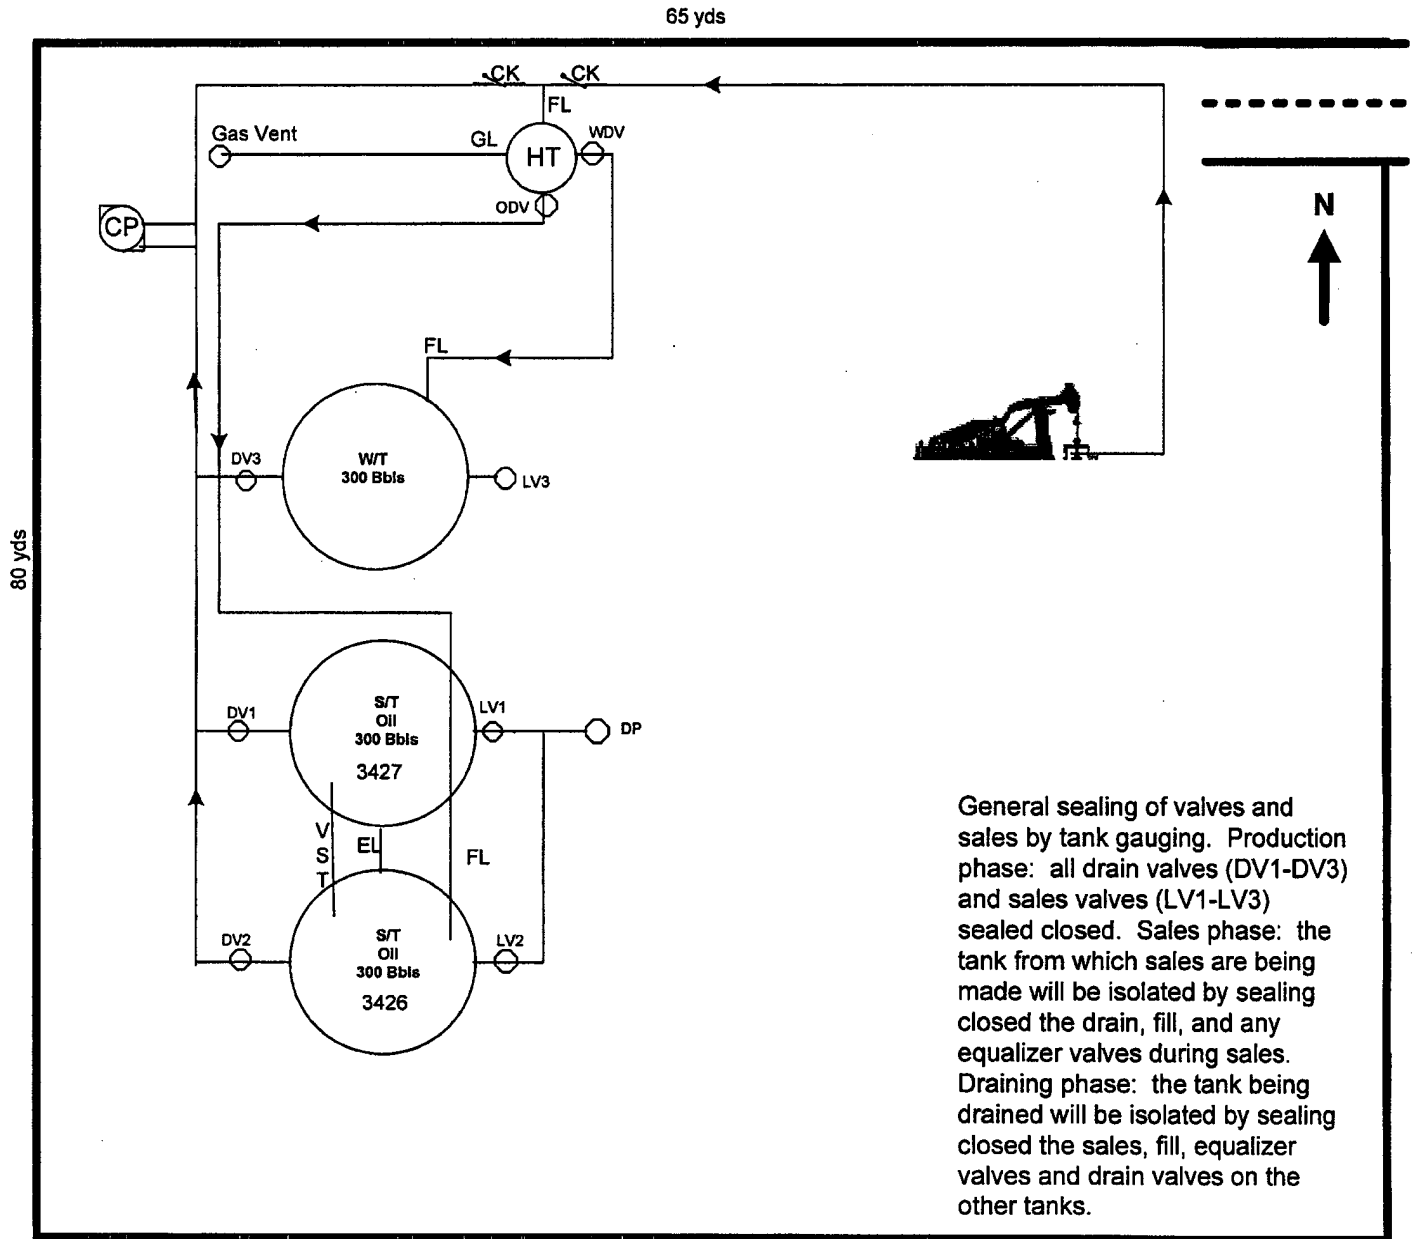 65 yds
CK
CK
FL
Gas Vent
GL
HT
WDV
ODV
CP
N
FL
DV3
W/T
300 Bbls
LV3
80 yds
DV1
S/T
Oil
300 Bbls
3427
LV1
DP
VST
EL
FL
DV2
S/T
Oil
300 Bbls
3426
LV2
General sealing of valves and
sales by tank gauging. Production
phase: all drain valves (DV1-DV3)
and sales valves (LV1-LV3)
sealed closed. Sales phase: the
tank from which sales are being
made will be isolated by sealing
closed the drain, fill, and any
equalizer valves during sales.
Draining phase: the tank being
drained will be isolated by sealing
closed the sales, fill, equalizer
valves and drain valves on the
other tanks.